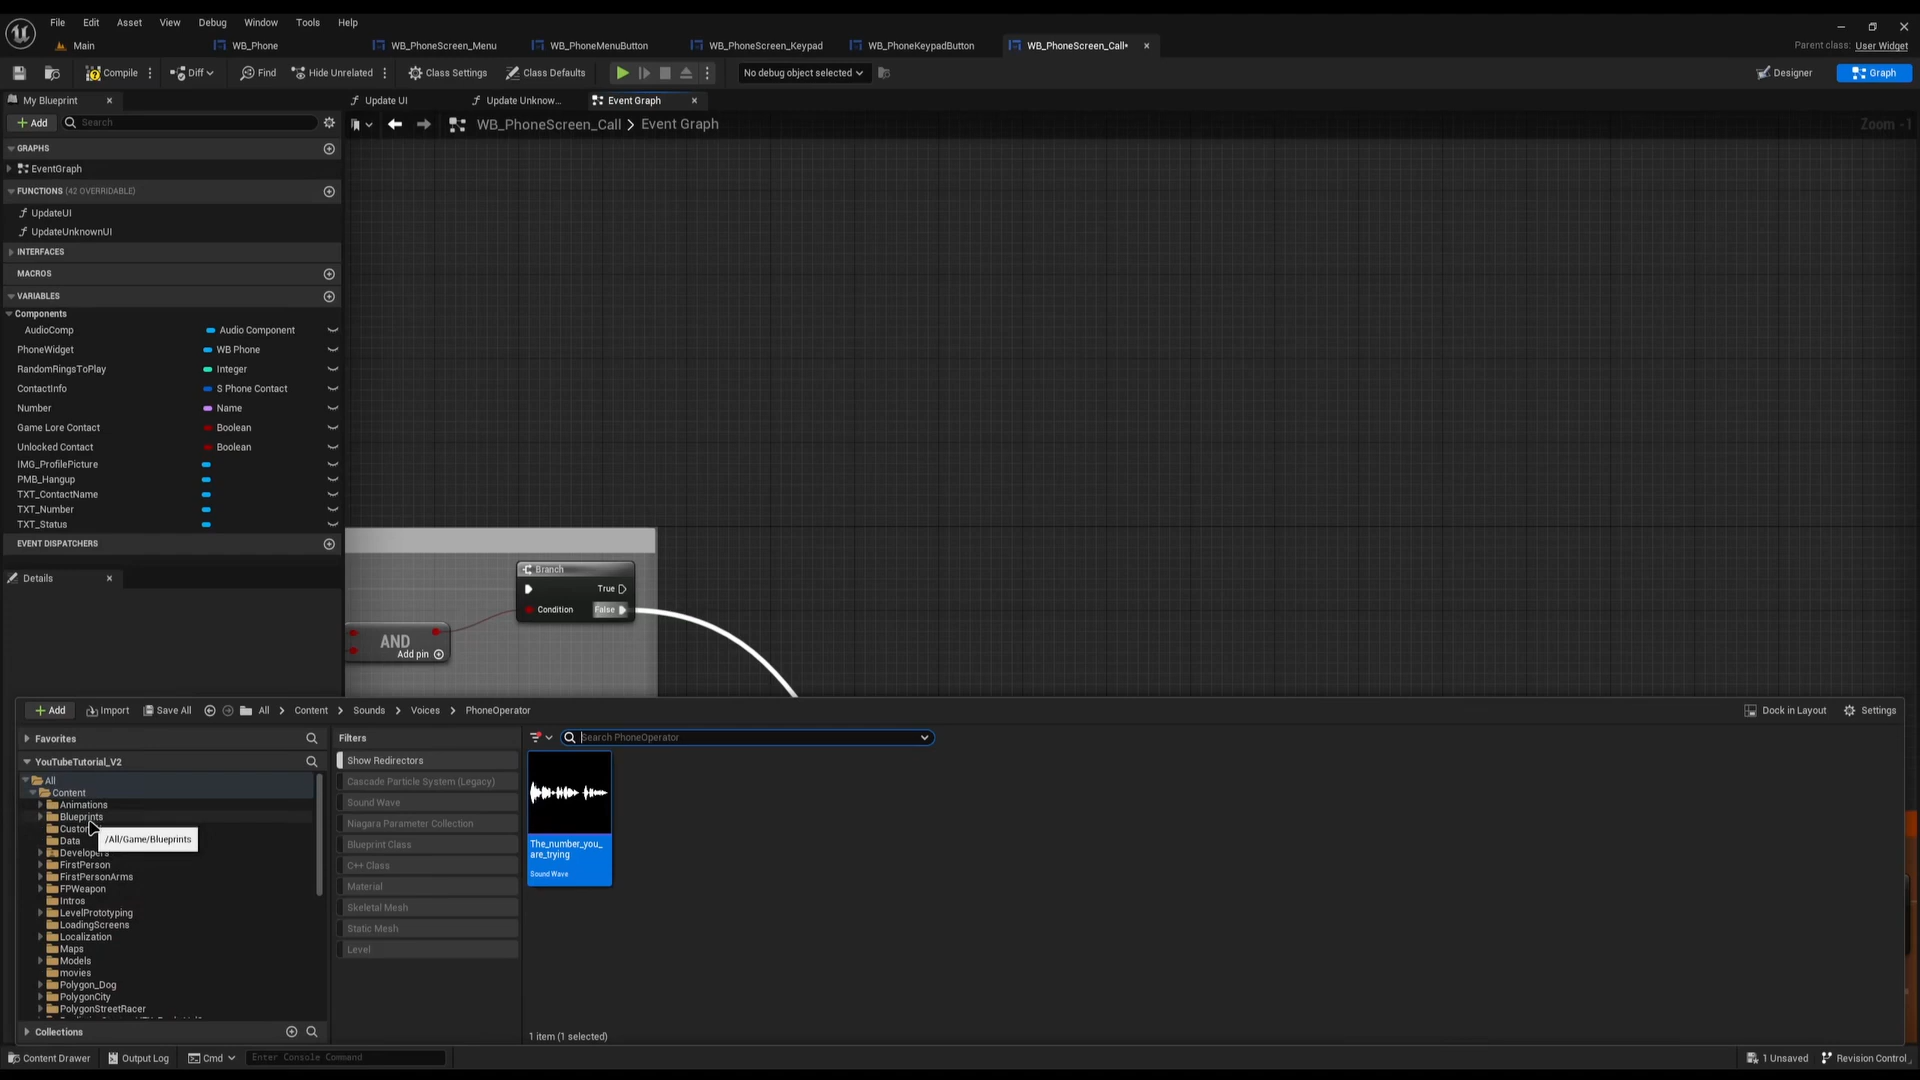 File Edit Asset View Debug Window Tools Help
Main WB_Phone WB_PhoneScreen_Menu WB_PhoneMenuButton WB_PhoneScreen_Keypad WB_PhoneKeypadButton WB_PhoneScreen_Call* Parent class: User Widget
Compile Diff Find Hide Unrelated Class Settings Class Defaults No debug object selected Designer Graph
My Blueprint Update UI Update Unknow... Event Graph
Add Search WB_PhoneScreen_Call > Event Graph Zoom -1
GRAPHS
EventGraph
FUNCTIONS (42 OVERRIDABLE)
UpdateUI
UpdateUnknownUI
INTERFACES
MACROS
VARIABLES
Components
AudioComp Audio Component
PhoneWidget WB Phone
RandomRingsToPlay Integer
ContactInfo S Phone Contact
Number Name
Game Lore Contact Boolean
Unlocked Contact Boolean
IMG_ProfilePicture
PMB_Hangup
TXT_ContactName
TXT_Number
TXT_Status
EVENT DISPATCHERS
Details
Branch
True
Condition False
AND
Add pin
Add Import Save All All > Content > Sounds > Voices > PhoneOperator Dock in Layout Settings
Favorites
YouTubeTutorial_V2
All
Content
Animations
Blueprints
Data
Developers
FirstPerson
FirstPersonArms
FPWeapon
Intros
LevelPrototyping
LoadingScreens
Localization
Maps
Models
movies
Polygon_Dog
PolygonCity
PolygonStreetRacer
/All/Game/Blueprints
Collections
Filters
Show Redirectors
Cascade Particle System (Legacy)
Sound Wave
Niagara Parameter Collection
Blueprint Class
C++ Class
Material
Skeletal Mesh
Static Mesh
Level
Search PhoneOperator
The_number_you_
are_trying
Sound Wave
1 item (1 selected)
Content Drawer Output Log Cmd Enter Console Command 1 Unsaved Revision Control